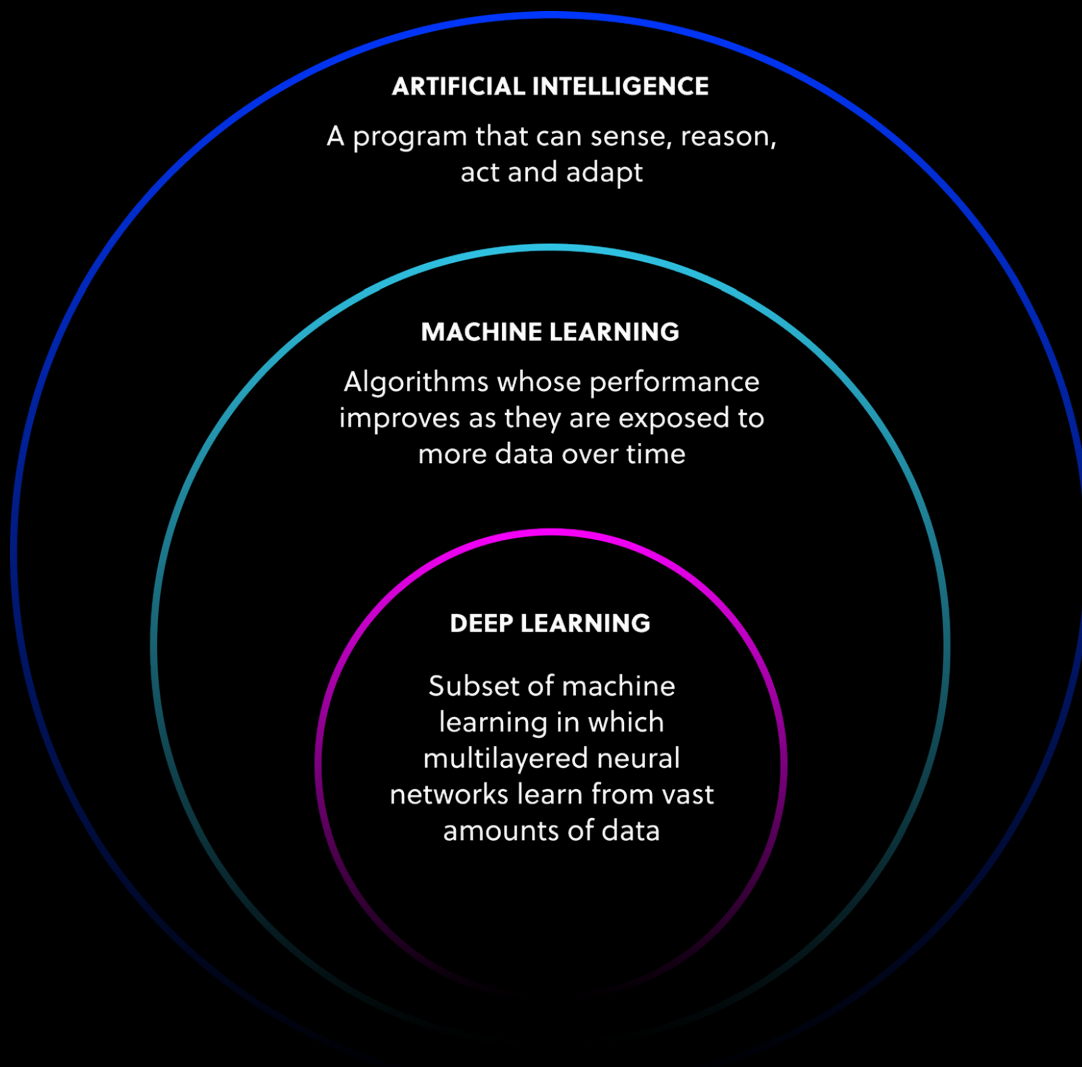 ARTIFICIAL INTELLIGENCE
A program that can sense, reason,
act and adapt
MACHINE LEARNING
Algorithms whose performance
improves as they are exposed to
more data over time
DEEP LEARNING
Subset of machine
learning in which
multilayered neural
networks learn from vast
amounts of data